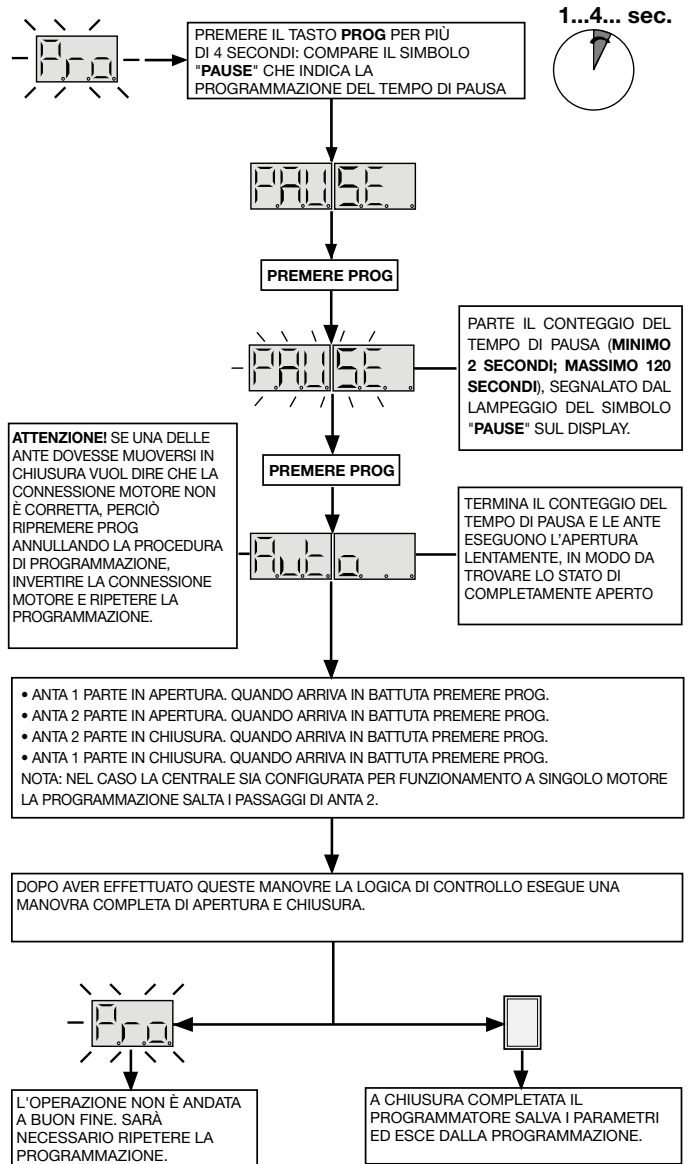 1...4... sec.
Pro
PREMERE IL TASTO PROG PER PIÙ
DI 4 SECONDI: COMPARE IL SIMBOLO
"PAUSE" CHE INDICA LA
PROGRAMMAZIONE DEL TEMPO DI PAUSA
PAUSE
PREMERE PROG
PAUSE
PARTE IL CONTEGGIO DEL
TEMPO DI PAUSA (MINIMO
2 SECONDI; MASSIMO 120
SECONDI), SEGNALATO DAL
LAMPEGGIO DEL SIMBOLO
"PAUSE" SUL DISPLAY.
PREMERE PROG
ATTENZIONE! SE UNA DELLE
ANTE DOVESSE MUOVERSI IN
CHIUSURA VUOL DIRE CHE LA
CONNESSIONE MOTORE NON
È CORRETTA, PERCIÒ
RIPREMERE PROG
ANNULLANDO LA PROCEDURA
DI PROGRAMMAZIONE,
INVERTIRE LA CONNESSIONE
MOTORE E RIPETERE LA
PROGRAMMAZIONE.
Auto
TERMINA IL CONTEGGIO DEL
TEMPO DI PAUSA E LE ANTE
ESEGUONO L'APERTURA
LENTAMENTE, IN MODO DA
TROVARE LO STATO DI
COMPLETAMENTE APERTO
• ANTA 1 PARTE IN APERTURA. QUANDO ARRIVA IN BATTUTA PREMERE PROG.
• ANTA 2 PARTE IN APERTURA. QUANDO ARRIVA IN BATTUTA PREMERE PROG.
• ANTA 2 PARTE IN CHIUSURA. QUANDO ARRIVA IN BATTUTA PREMERE PROG.
• ANTA 1 PARTE IN CHIUSURA. QUANDO ARRIVA IN BATTUTA PREMERE PROG.
NOTA: NEL CASO LA CENTRALE SIA CONFIGURATA PER FUNZIONAMENTO A SINGOLO MOTORE
LA PROGRAMMAZIONE SALTA I PASSAGGI DI ANTA 2.
DOPO AVER EFFETTUATO QUESTE MANOVRE LA LOGICA DI CONTROLLO ESEGUE UNA
MANOVRA COMPLETA DI APERTURA E CHIUSURA.
Pro
L'OPERAZIONE NON È ANDATA
A BUON FINE. SARÀ
NECESSARIO RIPETERE LA
PROGRAMMAZIONE.
A CHIUSURA COMPLETATA IL
PROGRAMMATORE SALVA I PARAMETRI
ED ESCE DALLA PROGRAMMAZIONE.